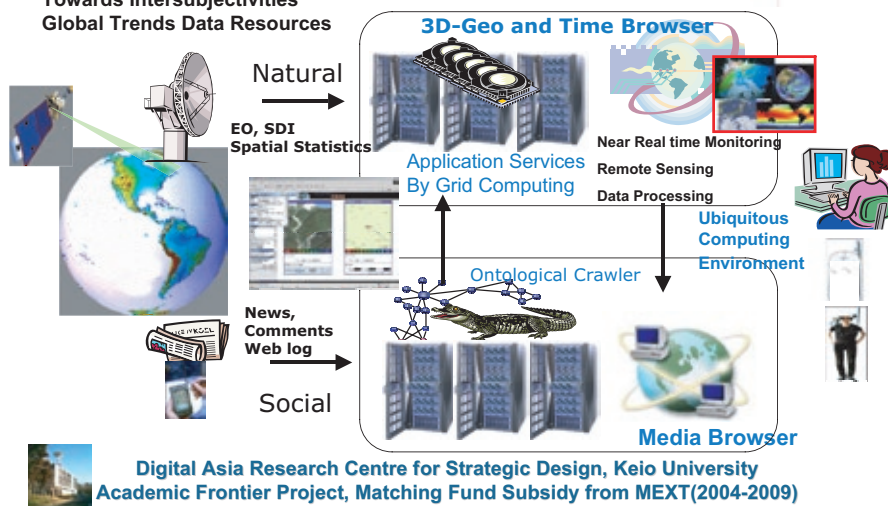 Towards Intersubjectivities
Global Trends Data Resources
3D-Geo and Time Browser
Natural
EO, SDI
Spatial Statistics
Application Services
By Grid Computing
Near Real time Monitoring
Remote Sensing
Data Processing
Ubiquitous
Computing
Environment
Ontological Crawler
News,
Comments
Web log
Social
Media Browser
Digital Asia Research Centre for Strategic Design, Keio University
Academic Frontier Project, Matching Fund Subsidy from MEXT(2004-2009)